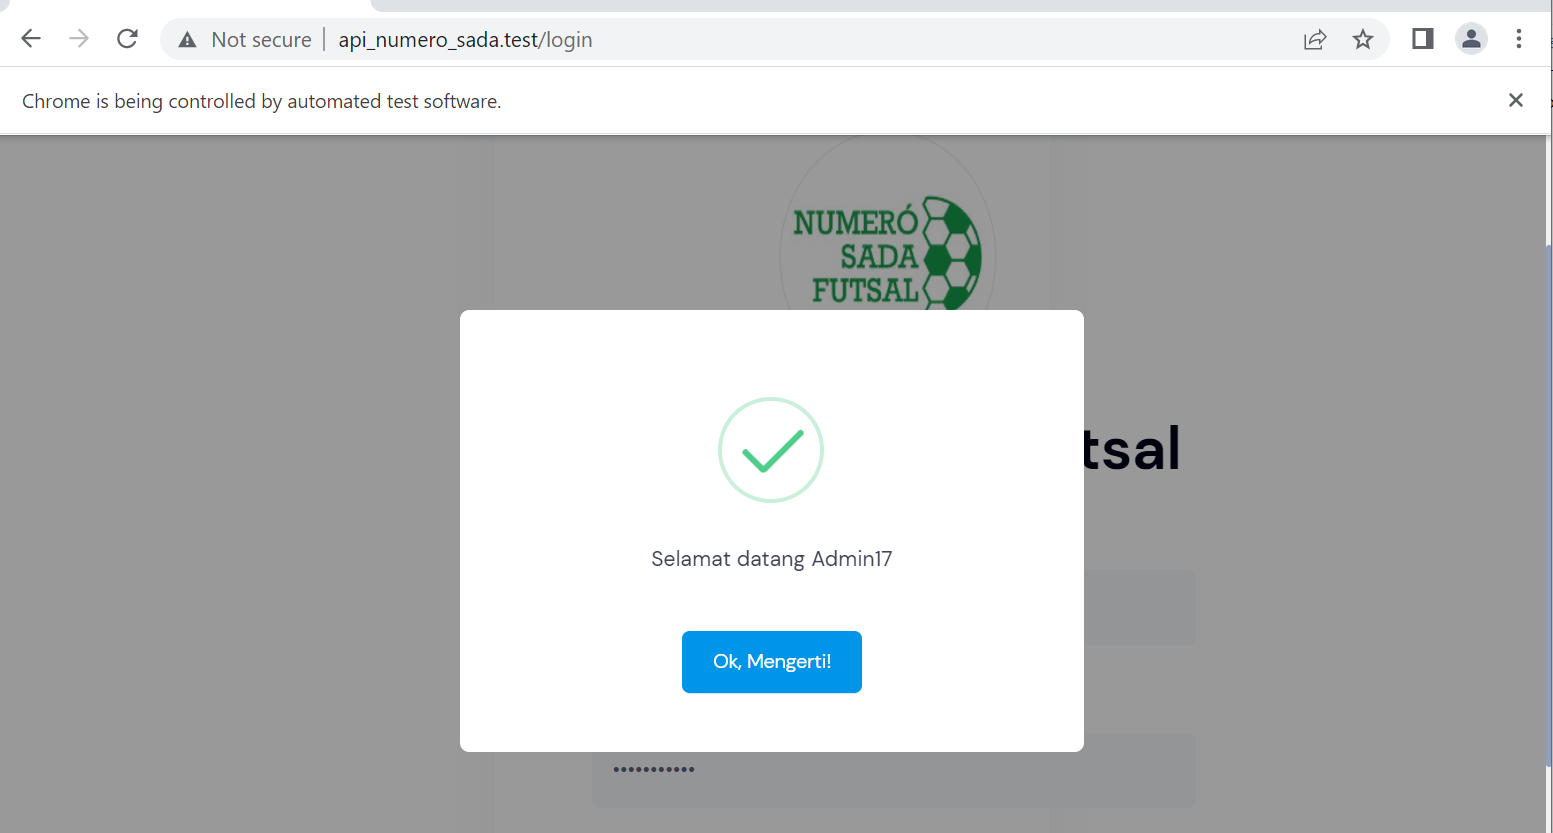 Not secure
api_numero_sada.test/login
Chrome is being controlled by automated test software.
NUMERÓ
SADA
FUTSAL
tsal
Selamat datang Admin17
Ok, Mengerti!
•••••••••••